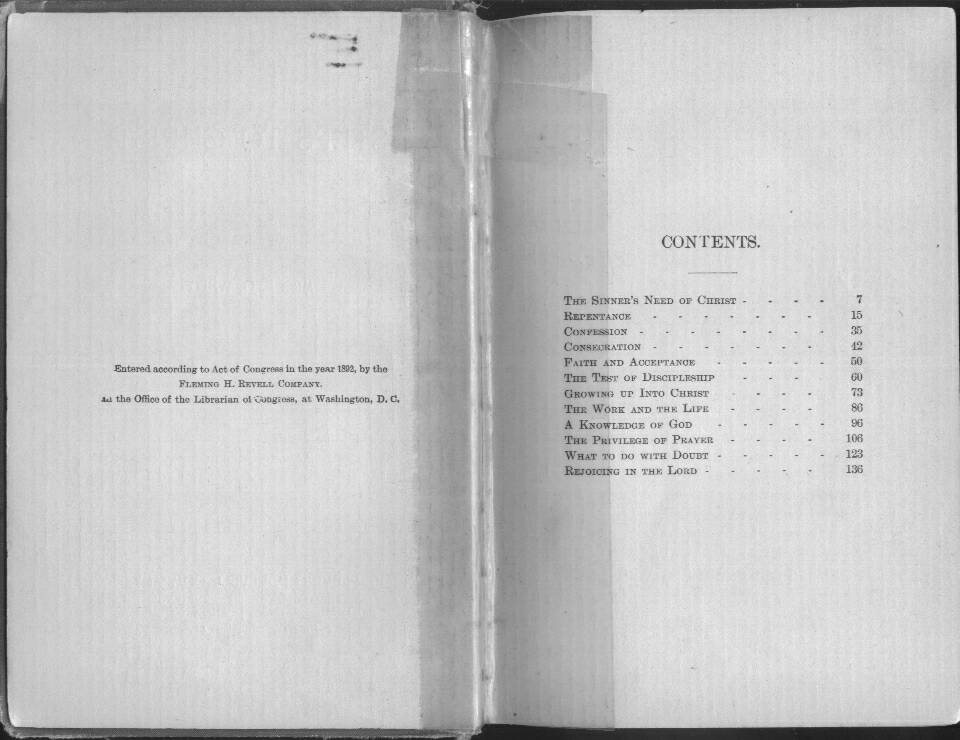 Entered according to Act of Congress in the year 1892, by the
FLEMING H. REVELL COMPANY.
the Office of the Librarian of Congress, at Washington, D. C.
CONTENTS.
THE SINNER'S NEED OF CHRIST - - - - 7
REPENTANCE - - - - - - - 15
CONFESSION - - - - - - - - 35
CONSECRATION - - - - - - - 42
FAITH AND ACCEPTANCE - - - - - 50
THE TEST OF DISCIPLESHIP - - - 60
GROWING UP INTO CHRIST - - - - 73
THE WORK AND THE LIFE - - - - 86
A KNOWLEDGE OF GOD - - - - - 96
THE PRIVILEGE OF PRAYER - - - - 106
WHAT TO DO WITH DOUBT - - - - - 123
REJOICING IN THE LORD - - - - - 136